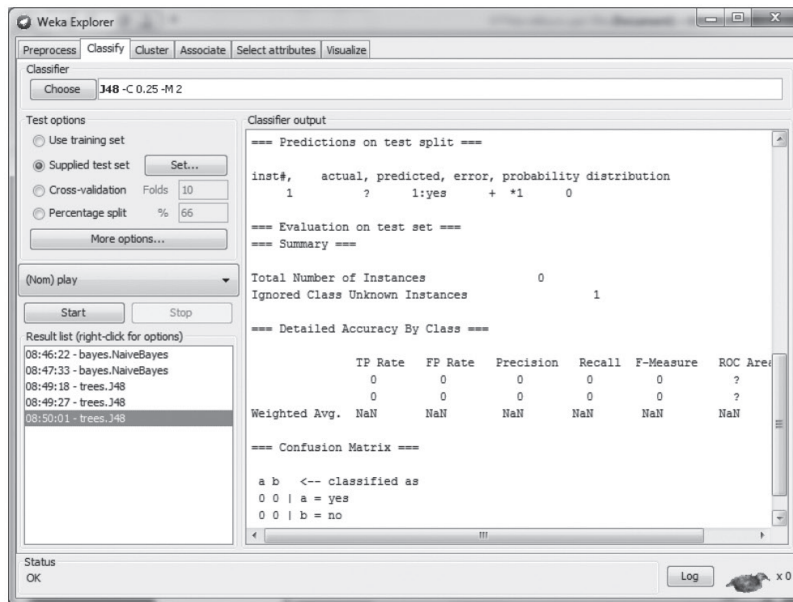 Weka Explorer
Preprocess Classify Cluster Associate Select attributes Visualize
Classifier
Choose J48 -C 0.25 -M 2
Test options
Use training set
Supplied test set Set...
Cross-validation Folds 10
Percentage split % 66
More options...
(Nom) play
Start Stop
Result list (right-click for options)
08:46:22 - bayes.NaiveBayes
08:47:33 - bayes.NaiveBayes
08:49:18 - trees.J48
08:49:27 - trees.J48
08:50:01 - trees.J48
Classifier output
=== Predictions on test split ===
inst#, actual, predicted, error, probability distribution
1 ? 1:yes + *1 0
=== Evaluation on test set ===
=== Summary ===
Total Number of Instances 0
Ignored Class Unknown Instances 1
=== Detailed Accuracy By Class ===
TP Rate FP Rate Precision Recall F-Measure ROC Area
0 0 0 0 0 ?
0 0 0 0 0 ?
Weighted Avg. NaN NaN NaN NaN NaN NaN
=== Confusion Matrix ===
a b <-- classified as
0 0 | a = yes
0 0 | b = no
Status
OK
Log x 0